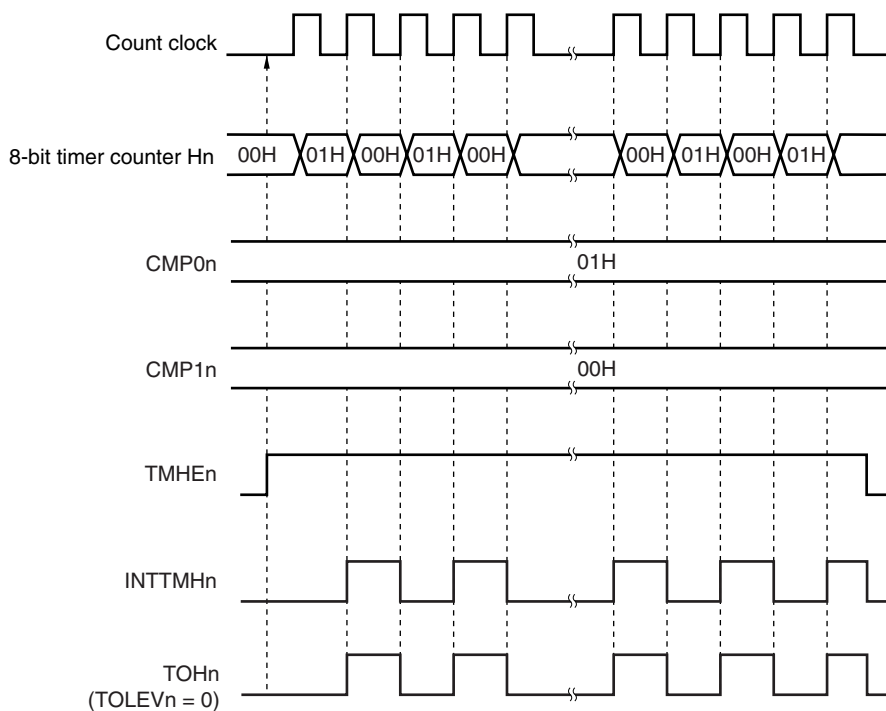 Count clock
8-bit timer counter Hn 00H 01H 00H 01H 00H 00H 01H 00H 01H
CMP0n 01H
CMP1n 00H
TMHEn
INTTMHn
TOHn
(TOLEVn = 0)